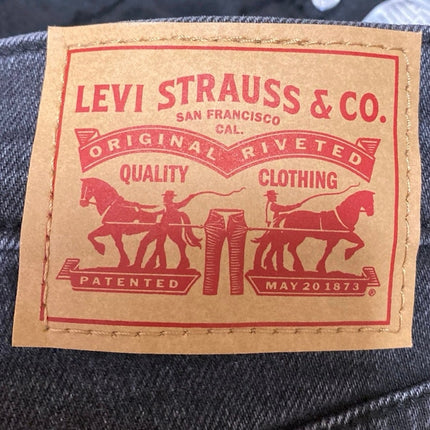 LEVI STRAUSS & CO.
SAN FRANCISCO
CAL.
ORIGINAL RIVETED
QUALITY CLOTHING
PATENTED MAY 20 1873 ®